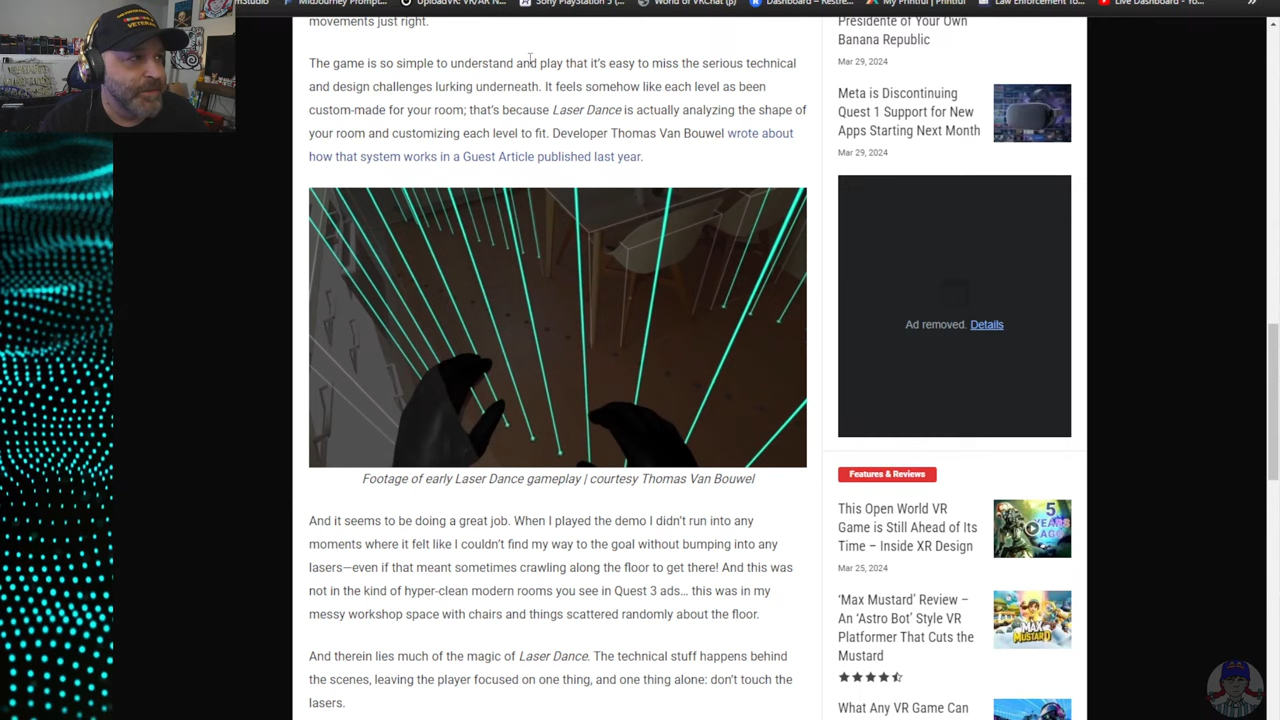 VETERAN
mStudio
MidJourney Prompt...
UploadVR: VR/AR N...
Sony PlayStation 5 (...
World of VRChat (p)
Dashboard – Restre...
My Printful | Printful
Law Enforcement To...
Live Dashboard - Yo...
movements just right.
The game is so simple to understand and play that it's easy to miss the serious technical
and design challenges lurking underneath. It feels somehow like each level as been
custom-made for your room; that's because Laser Dance is actually analyzing the shape of
your room and customizing each level to fit. Developer Thomas Van Bouwel wrote about
how that system works in a Guest Article published last year.
Footage of early Laser Dance gameplay | courtesy Thomas Van Bouwel
And it seems to be doing a great job. When I played the demo I didn't run into any
moments where it felt like I couldn't find my way to the goal without bumping into any
lasers—even if that meant sometimes crawling along the floor to get there! And this was
not in the kind of hyper-clean modern rooms you see in Quest 3 ads… this was in my
messy workshop space with chairs and things scattered randomly about the floor.
And therein lies much of the magic of Laser Dance. The technical stuff happens behind
the scenes, leaving the player focused on one thing, and one thing alone: don't touch the
lasers.
Presidente of Your Own
Banana Republic
Mar 29, 2024
Meta is Discontinuing
Quest 1 Support for New
Apps Starting Next Month
Mar 29, 2024
Ad removed. Details
Features & Reviews
This Open World VR
Game is Still Ahead of Its
Time – Inside XR Design
Mar 25, 2024
5
YEARS
AGO
'Max Mustard' Review –
An 'Astro Bot' Style VR
Platformer That Cuts the
Mustard
MAX
MUSTARD
What Any VR Game Can